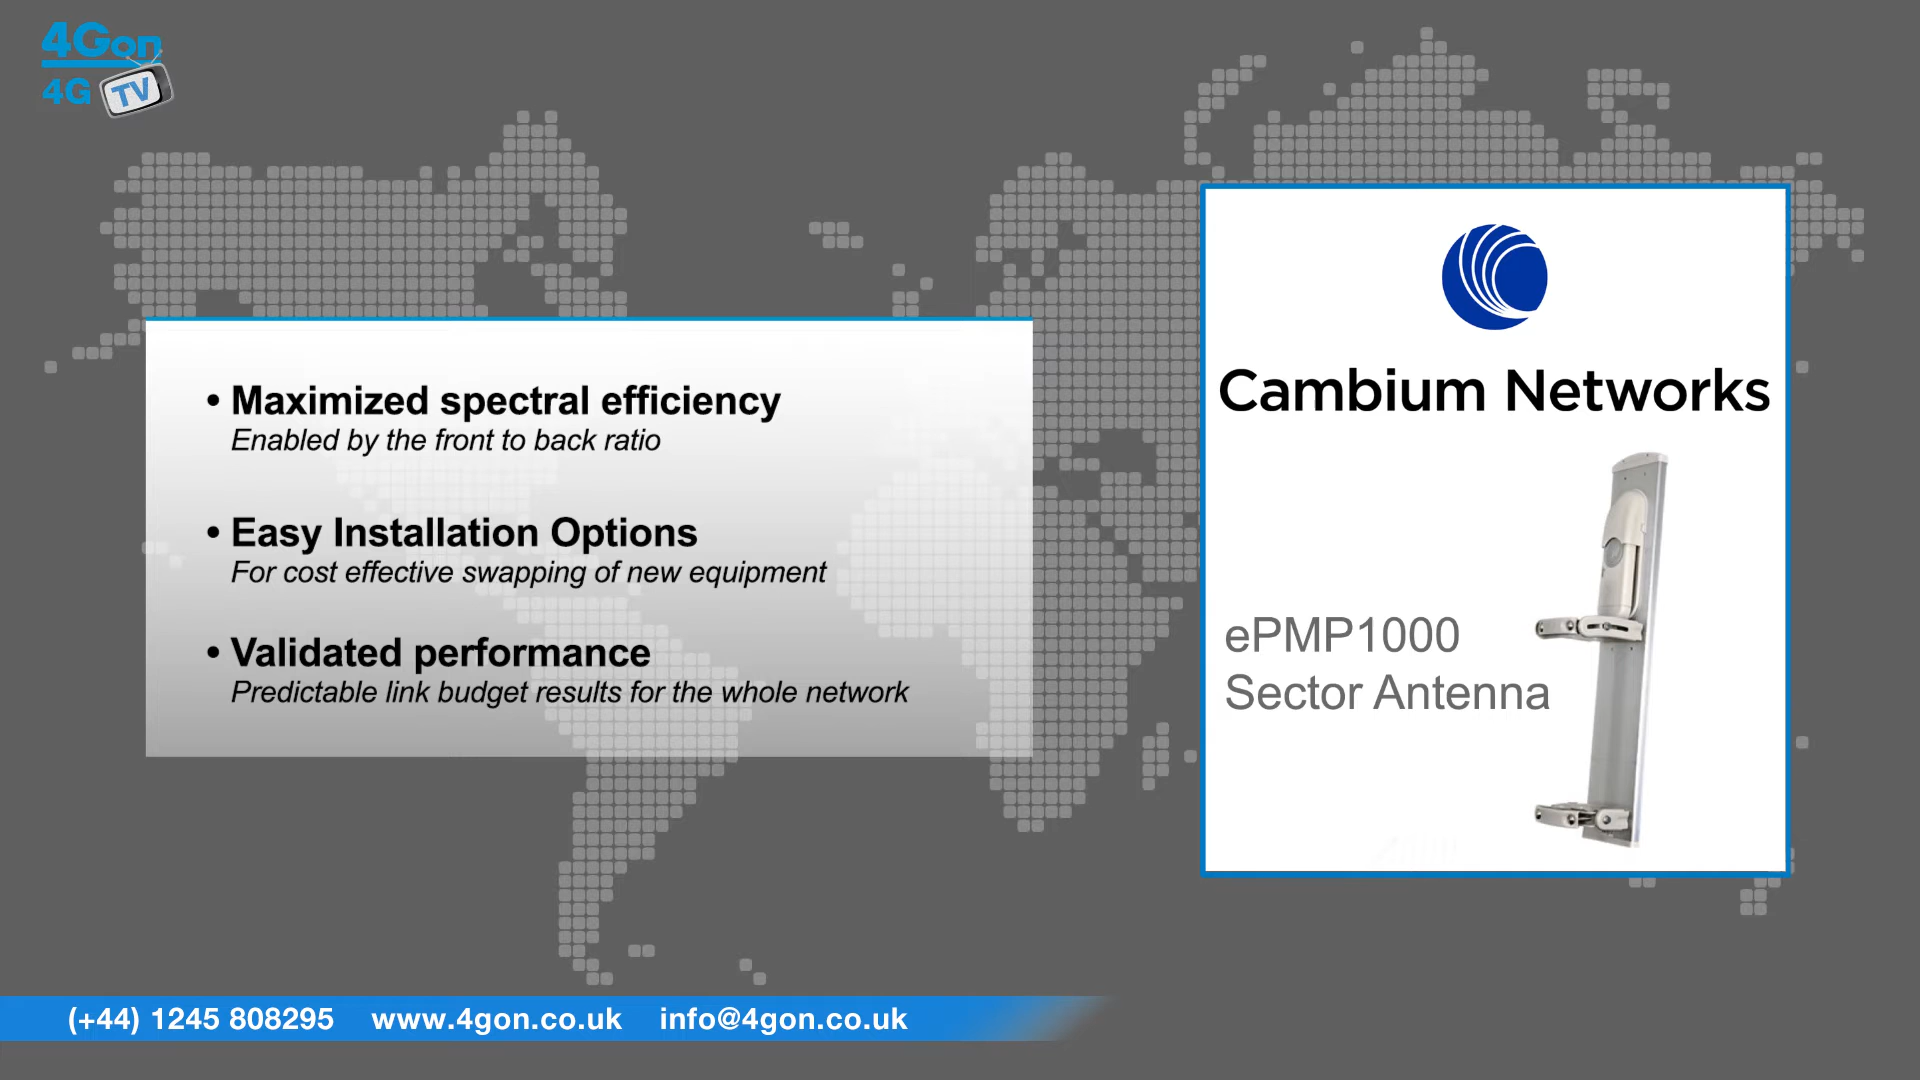 4Gon
4G TV
• Maximized spectral efficiency
Enabled by the front to back ratio
• Easy Installation Options
For cost effective swapping of new equipment
• Validated performance
Predictable link budget results for the whole network
Cambium Networks
ePMP1000
Sector Antenna
(+44) 1245 808295 www.4gon.co.uk info@4gon.co.uk